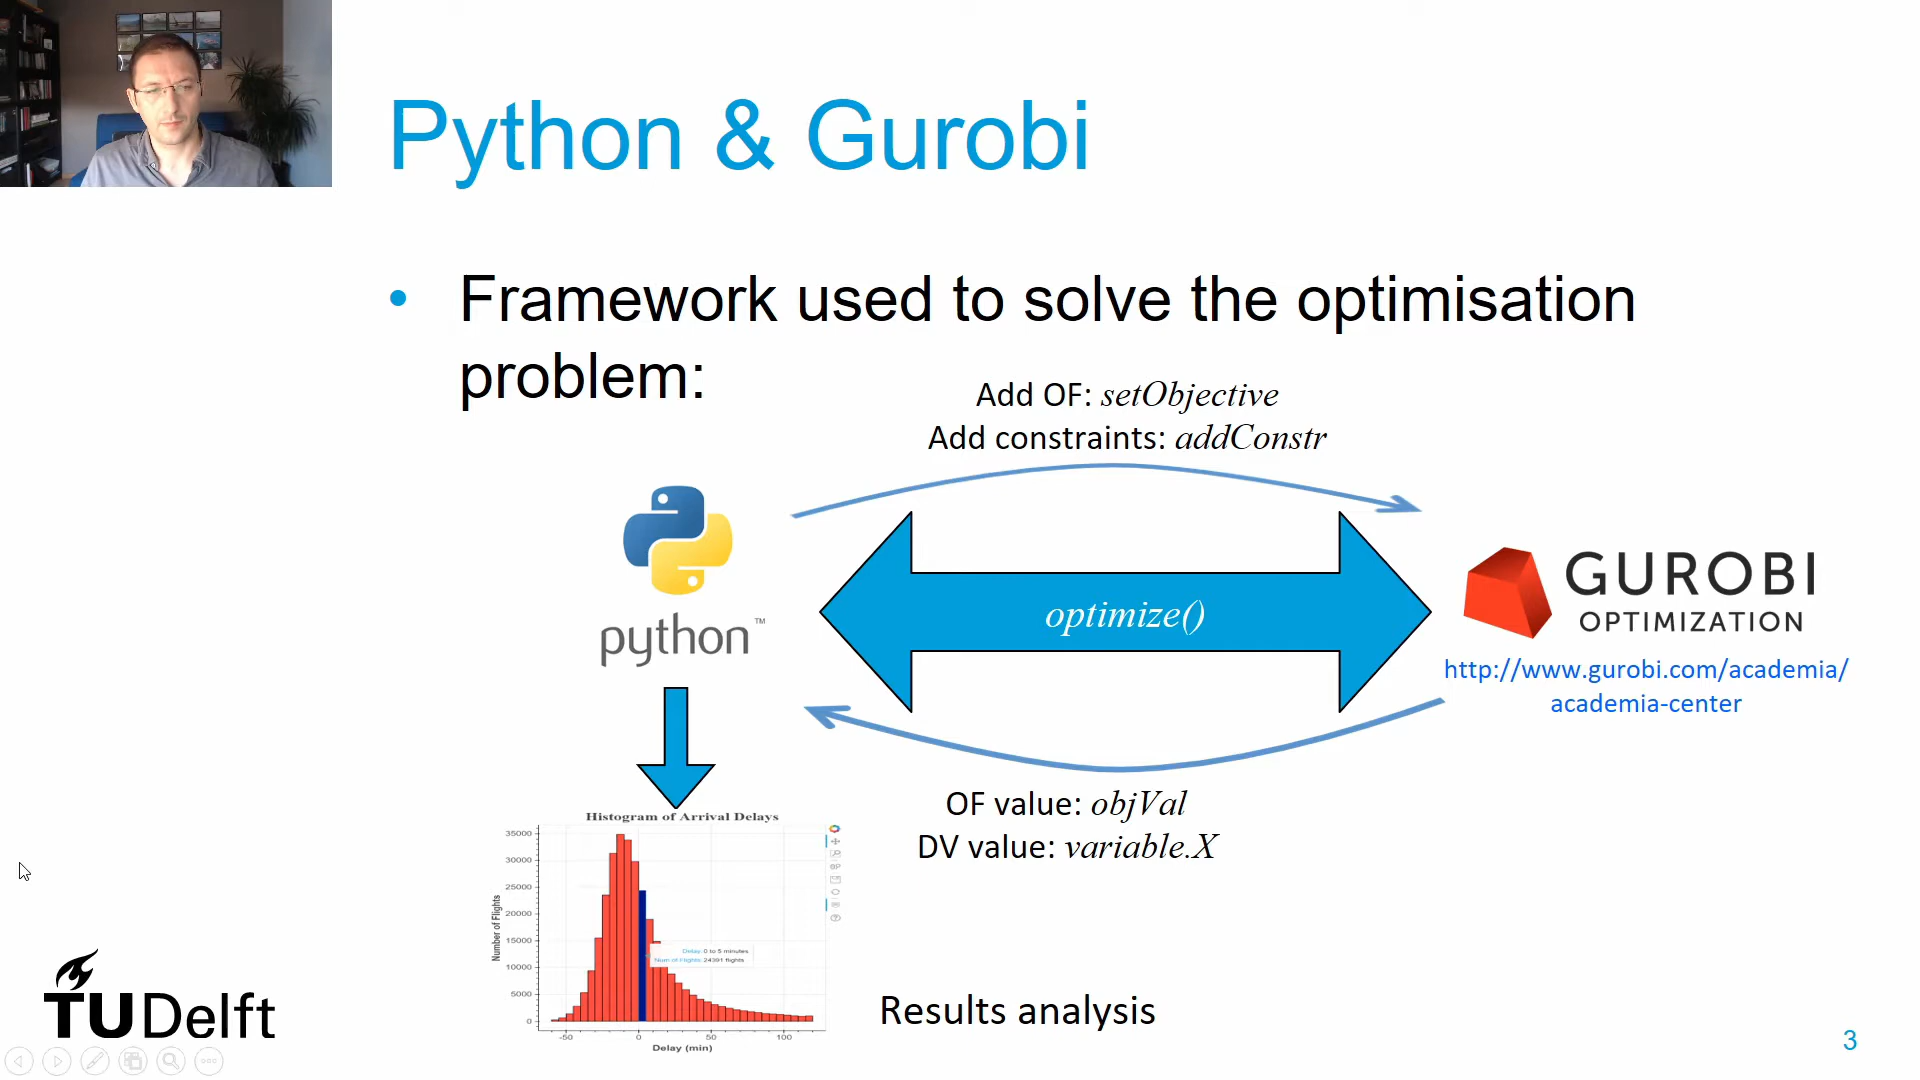 Python & Gurobi
• Framework used to solve the optimisation
problem:
Add OF: setObjective
Add constraints: addConstr
python™
optimize()
GUROBI
OPTIMIZATION
http://www.gurobi.com/academia/
academia-center
OF value: objVal
DV value: variable.X
Histogram of Arrival Delays
35000
30000
25000
20000
15000
10000
5000
0
Number of Flights
Delay: 0 to 5 minutes
Num of Flights: 24391 flights
-50 0 50 100
Delay (min)
Results analysis
TU Delft
3